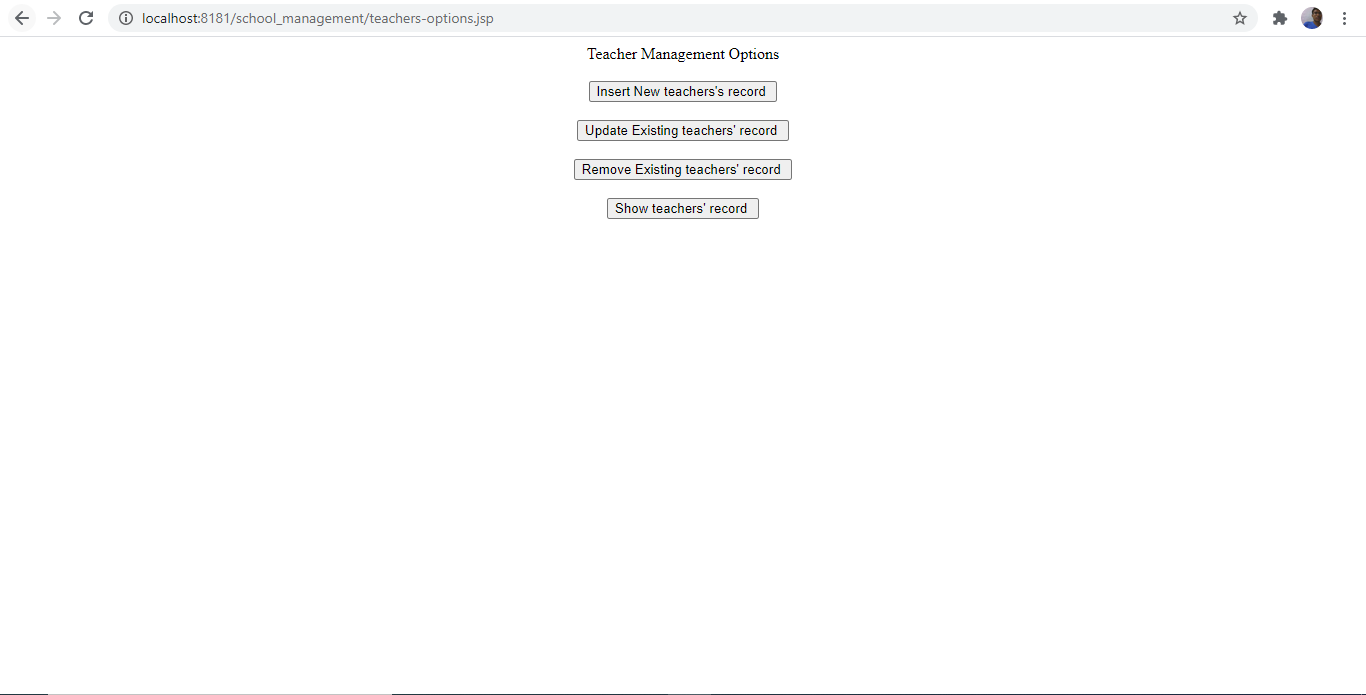 localhost:8181/school_management/teachers-options.jsp
Teacher Management Options
Insert New teachers's record
Update Existing teachers' record
Remove Existing teachers' record
Show teachers' record